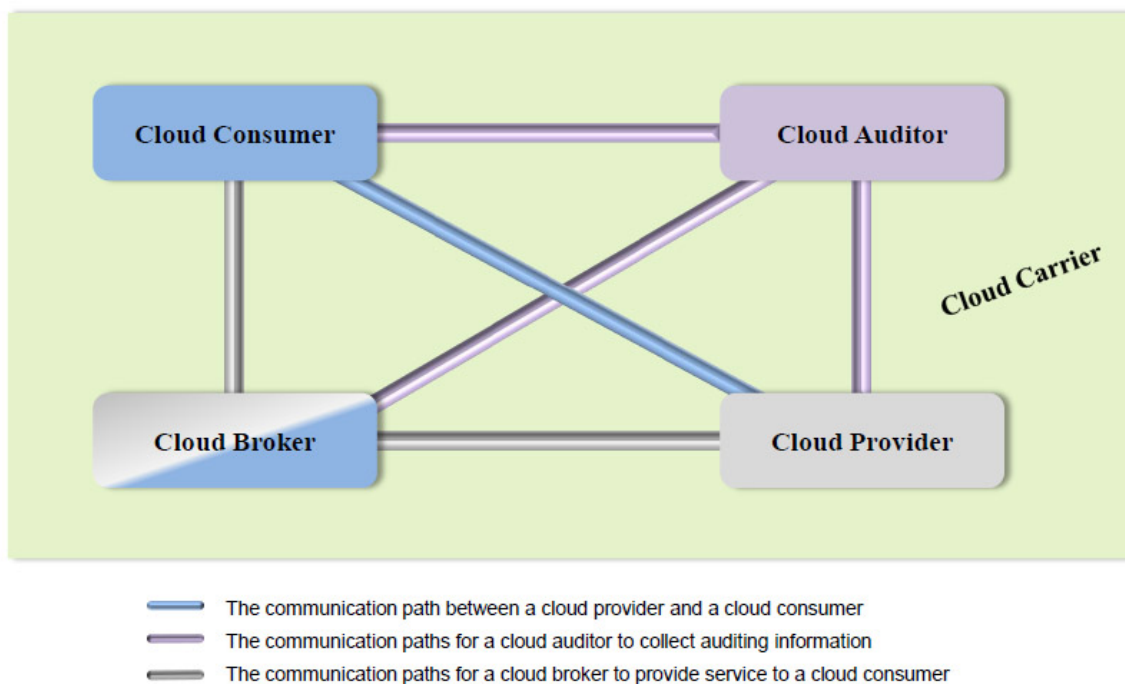 Cloud Consumer
Cloud Auditor
Cloud Carrier
Cloud Broker
Cloud Provider
The communication path between a cloud provider and a cloud consumer
The communication paths for a cloud auditor to collect auditing information
The communication paths for a cloud broker to provide service to a cloud consumer